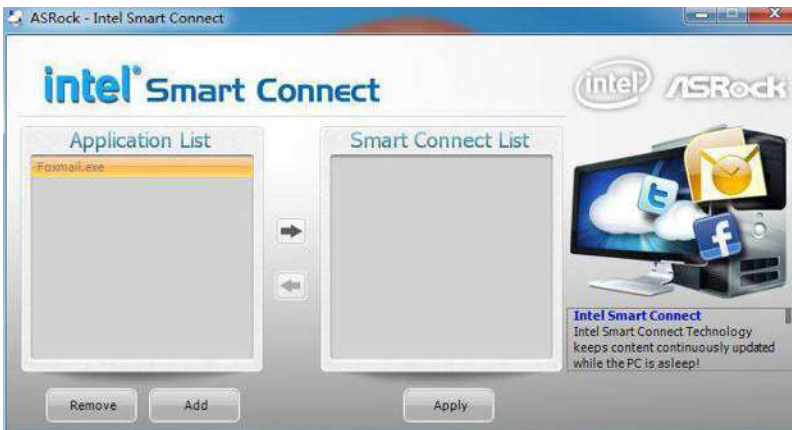 ASRock - Intel Smart Connect
intel Smart Connect
intel ASRock
Application List
Smart Connect List
Foxmail.exe
Intel Smart Connect
Intel Smart Connect Technology
keeps content continuously updated
while the PC is asleep!
Remove
Add
Apply